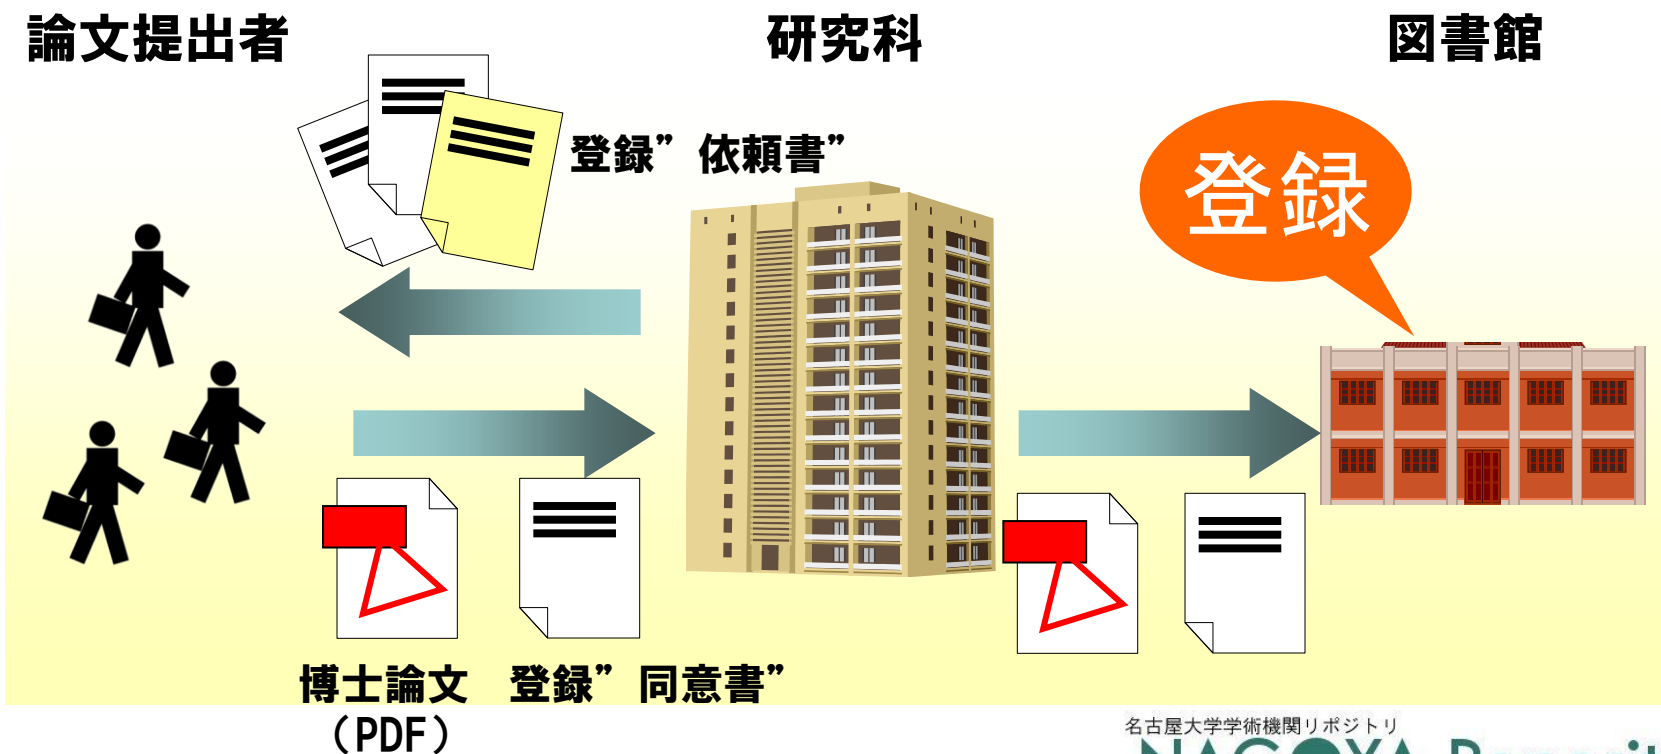 論文提出者
研究科
図書館
登録”依頼書”
登録
博士論文
(PDF)
登録”同意書”
名古屋大学学術機関リポジトリ
NAGOYA